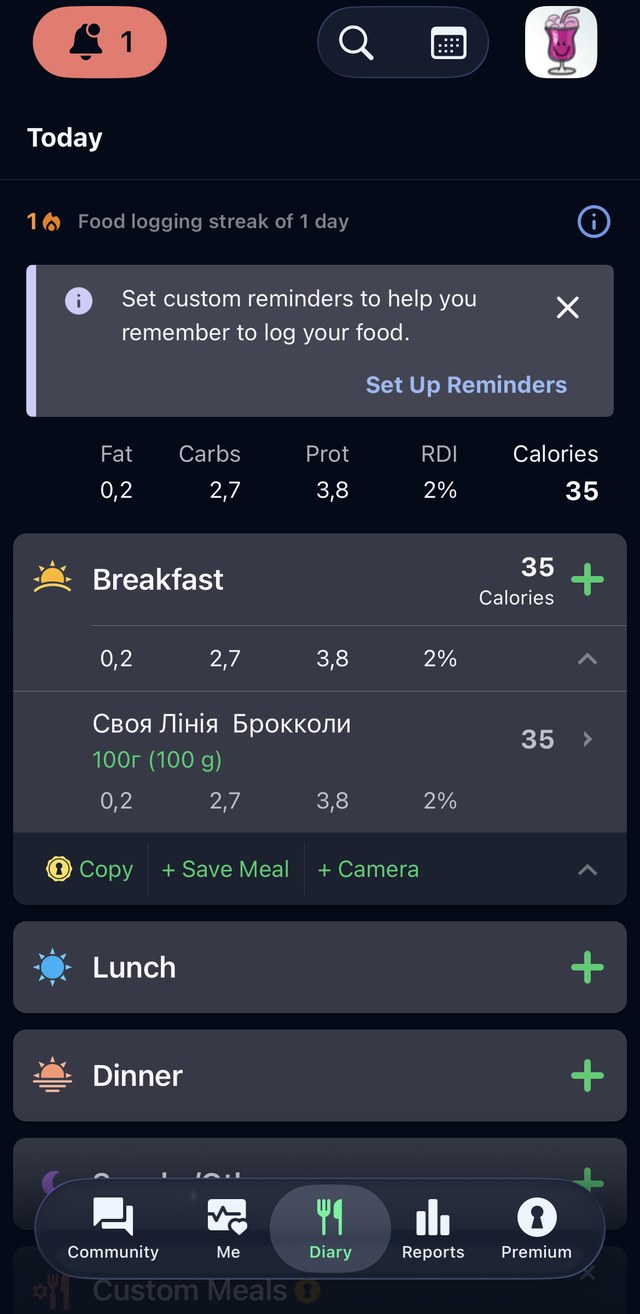 1
Today
1 Food logging streak of 1 day
Set custom reminders to help you
remember to log your food.
Set Up Reminders
Fat Carbs Prot RDI Calories
0,2 2,7 3,8 2% 35
Breakfast 35
Calories
0,2 2,7 3,8 2%
Своя Лінія Брокколи 35
100г (100 g)
0,2 2,7 3,8 2%
Copy + Save Meal + Camera
Lunch
Dinner
Community Me Diary Reports Premium
Custom Meals